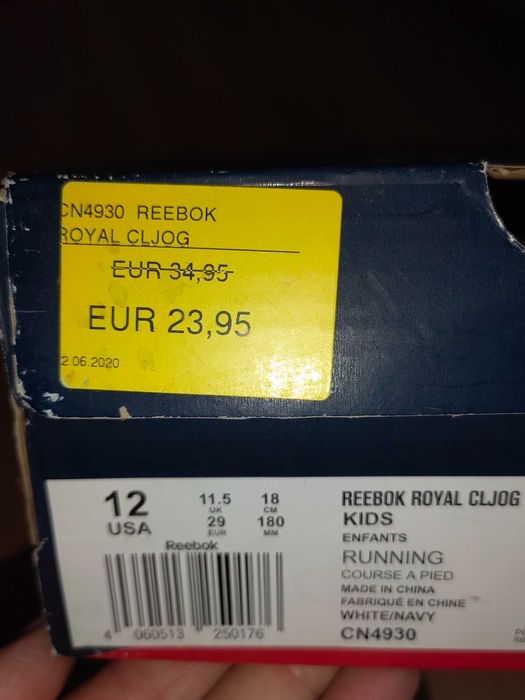 CN4930 REEBOK
ROYAL CLJOG
EUR 34,95
EUR 23,95
2.06.2020
12
USA
11.5
UK
29
EUR
18
CM
180
MM
Reebok
4 060513 250176
REEBOK ROYAL CLJOG
KIDS
ENFANTS
RUNNING
COURSE A PIED
MADE IN CHINA
FABRIQUÉ EN CHINE
WHITE/NAVY
CN4930